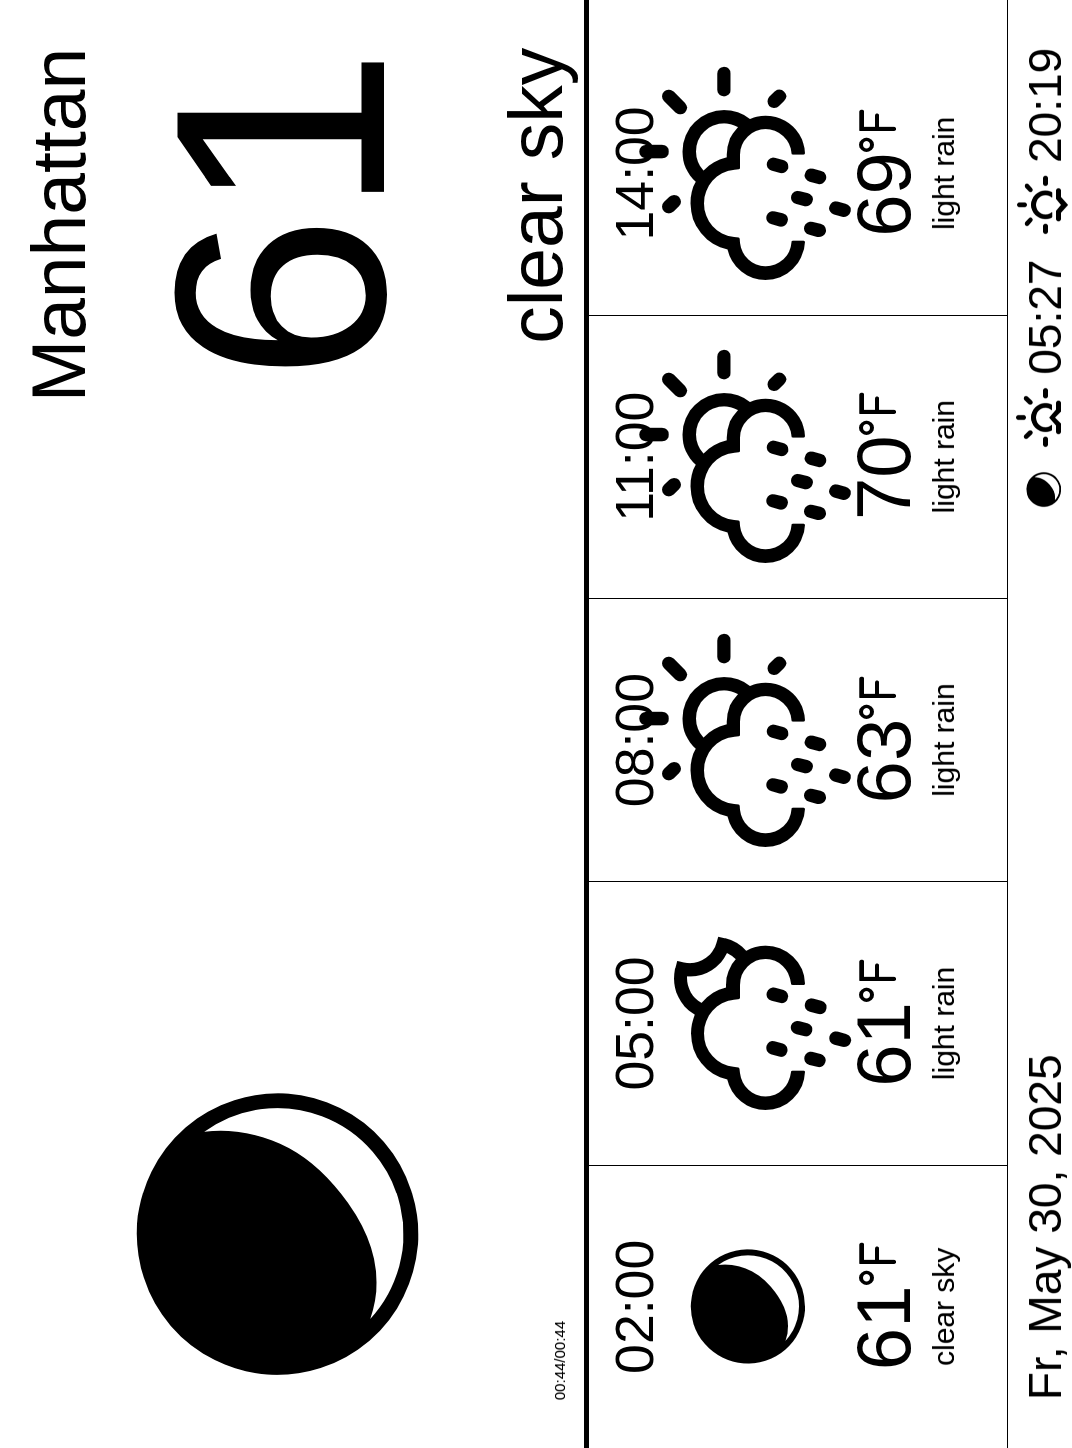 Manhattan
61
clear sky
00:44/00:44
02:00 05:00 08:00 11:00 14:00
61°F 61°F 63°F 70°F 69°F
clear sky light rain light rain light rain light rain
Fr, May 30, 2025 05:27 20:19